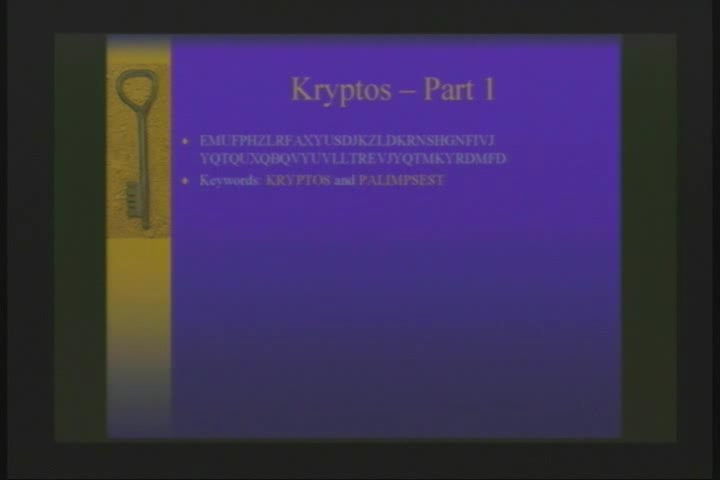 Kryptos – Part 1
EMUFPHZLRFAXYUSDJKZLDKRNSHGNFIVJ
YQTQUXQBQVYUVLLTREVJYQTMKYRDMFD
Keywords: KRYPTOS and PALIMPSEST